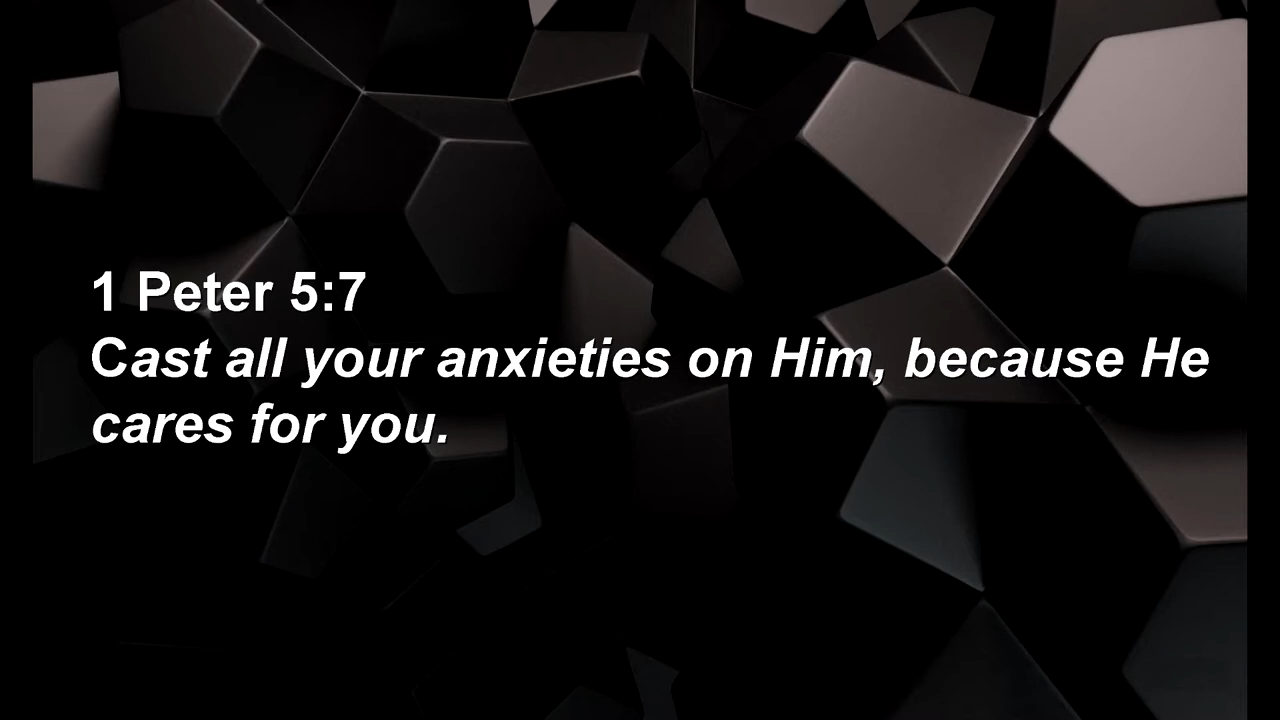 1 Peter 5:7
Cast all your anxieties on Him, because He
cares for you.